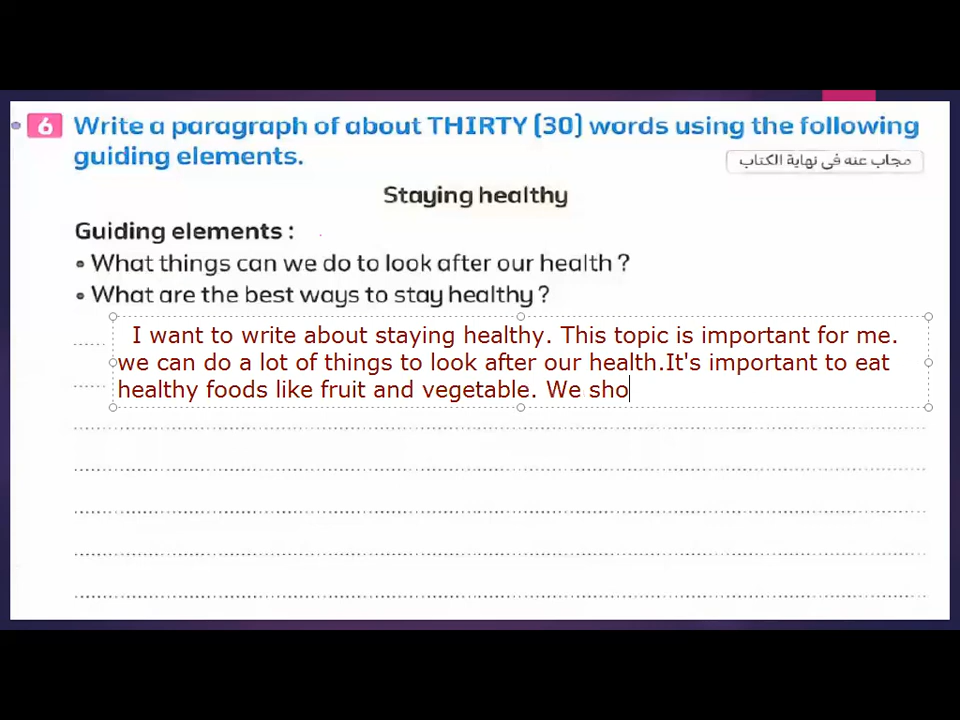 6 Write a paragraph of about THIRTY (30) words using the following
guiding elements.
مجاب عنه فى نهاية الكتاب
Staying healthy
Guiding elements :
• What things can we do to look after our health ?
• What are the best ways to stay healthy ?
I want to write about staying healthy. This topic is important for me.
we can do a lot of things to look after our health.It's important to eat
healthy foods like fruit and vegetable. We sho